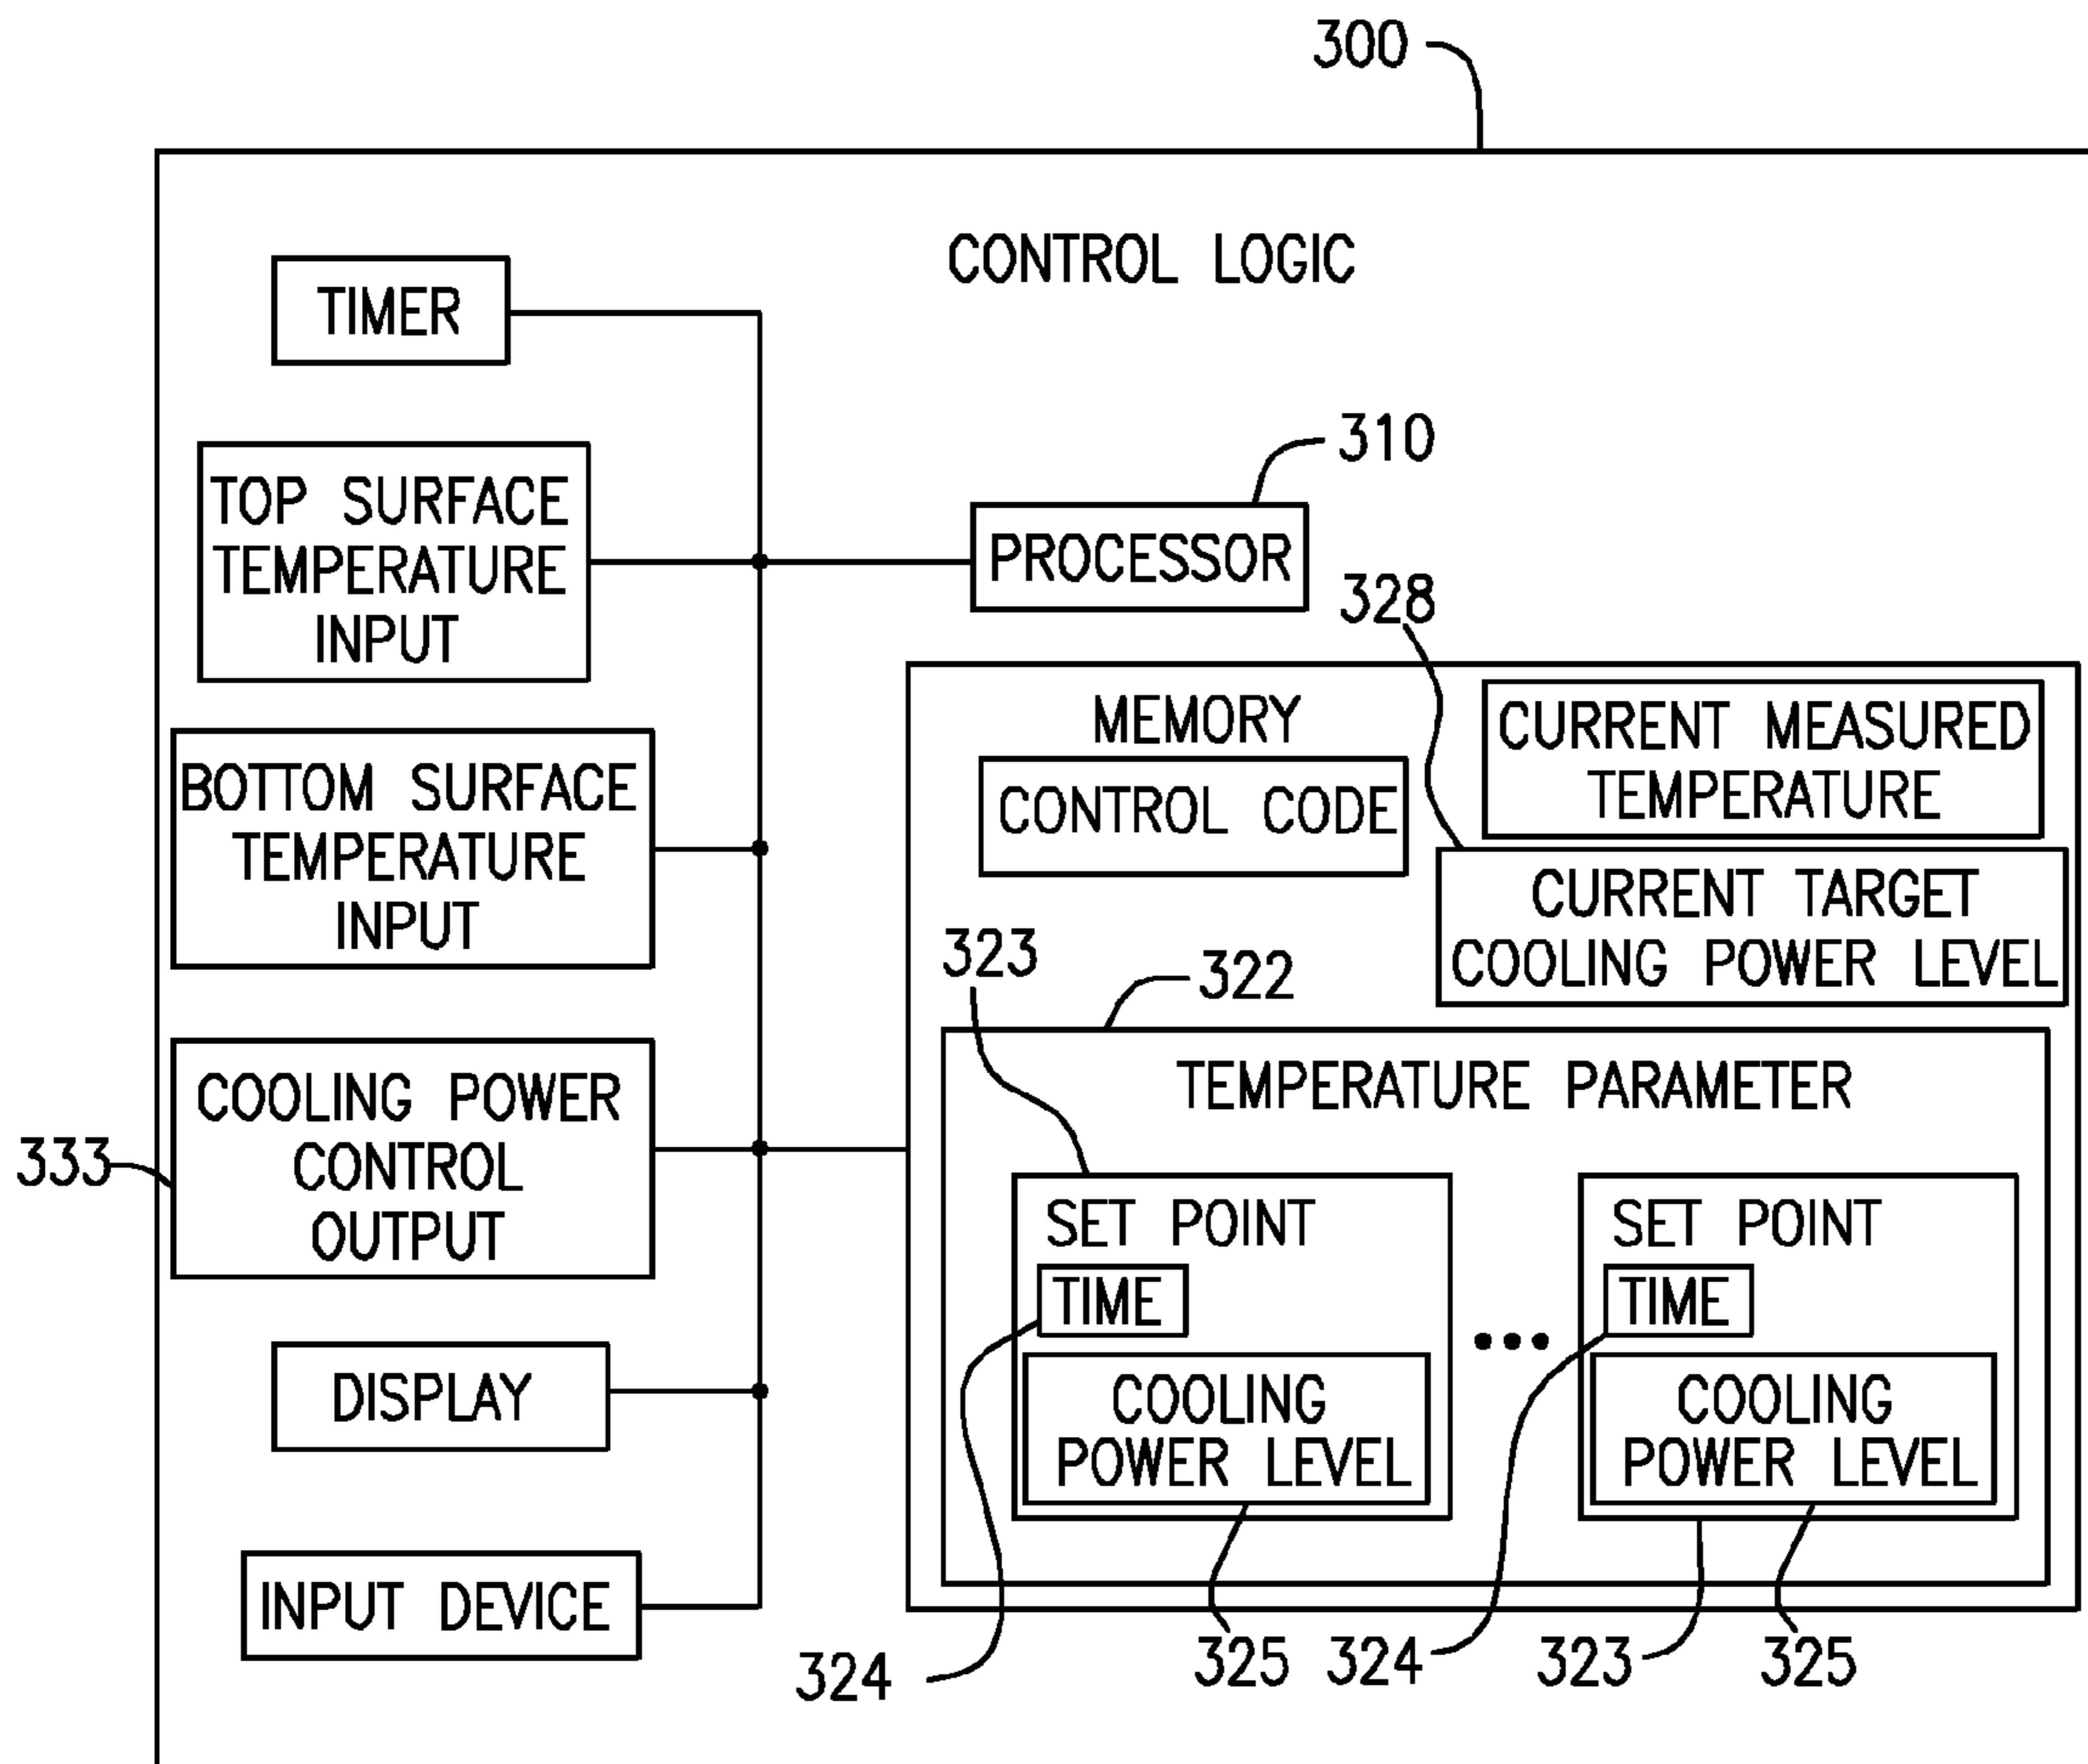 300
CONTROL LOGIC
TIMER
TOP SURFACE
TEMPERATURE
INPUT
310
PROCESSOR
328
BOTTOM SURFACE
TEMPERATURE
INPUT
MEMORY
CONTROL CODE
CURRENT MEASURED
TEMPERATURE
CURRENT TARGET
COOLING POWER LEVEL
323
322
333
COOLING POWER
CONTROL
OUTPUT
TEMPERATURE PARAMETER
SET POINT
TIME
COOLING
POWER LEVEL
SET POINT
TIME
COOLING
POWER LEVEL
DISPLAY
INPUT DEVICE
324
325
324
323
325